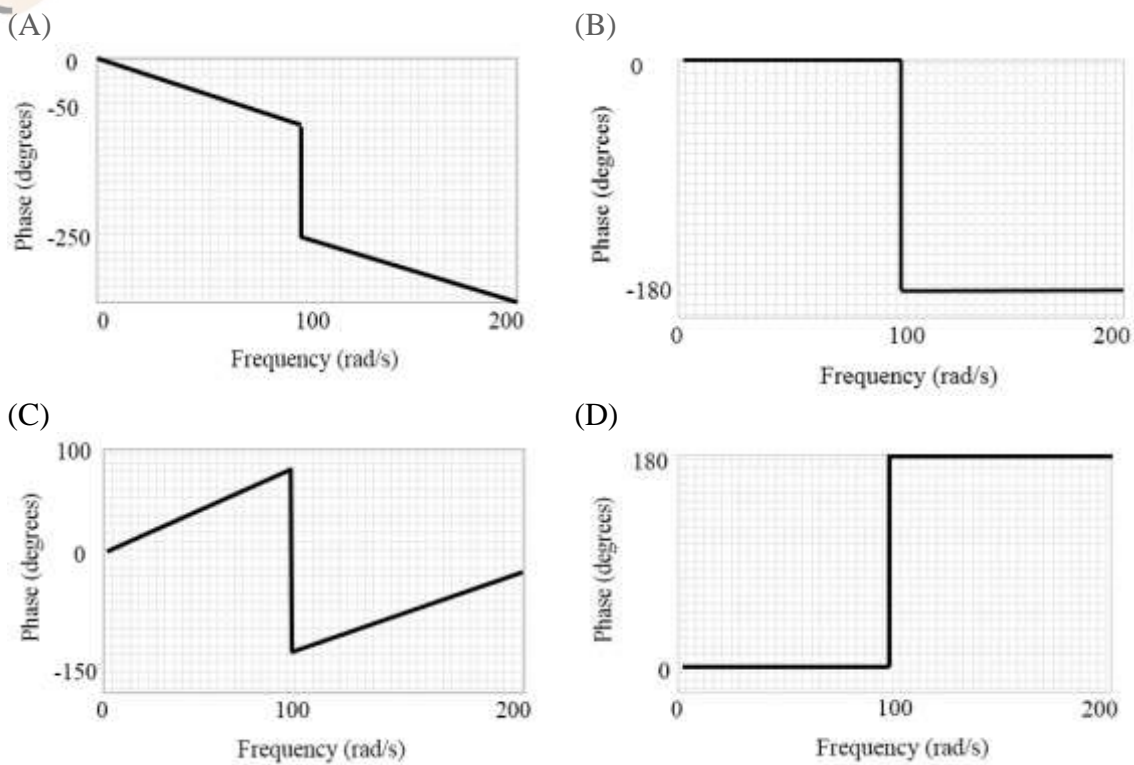 (A)
0
-50
-250
Phase (degrees)
0 100 200
Frequency (rad/s)
(B)
0
-180
Phase (degrees)
0 100 200
Frequency (rad/s)
(C)
100
0
-150
Phase (degrees)
0 100 200
Frequency (rad/s)
(D)
180
0
Phase (degrees)
0 100 200
Frequency (rad/s)